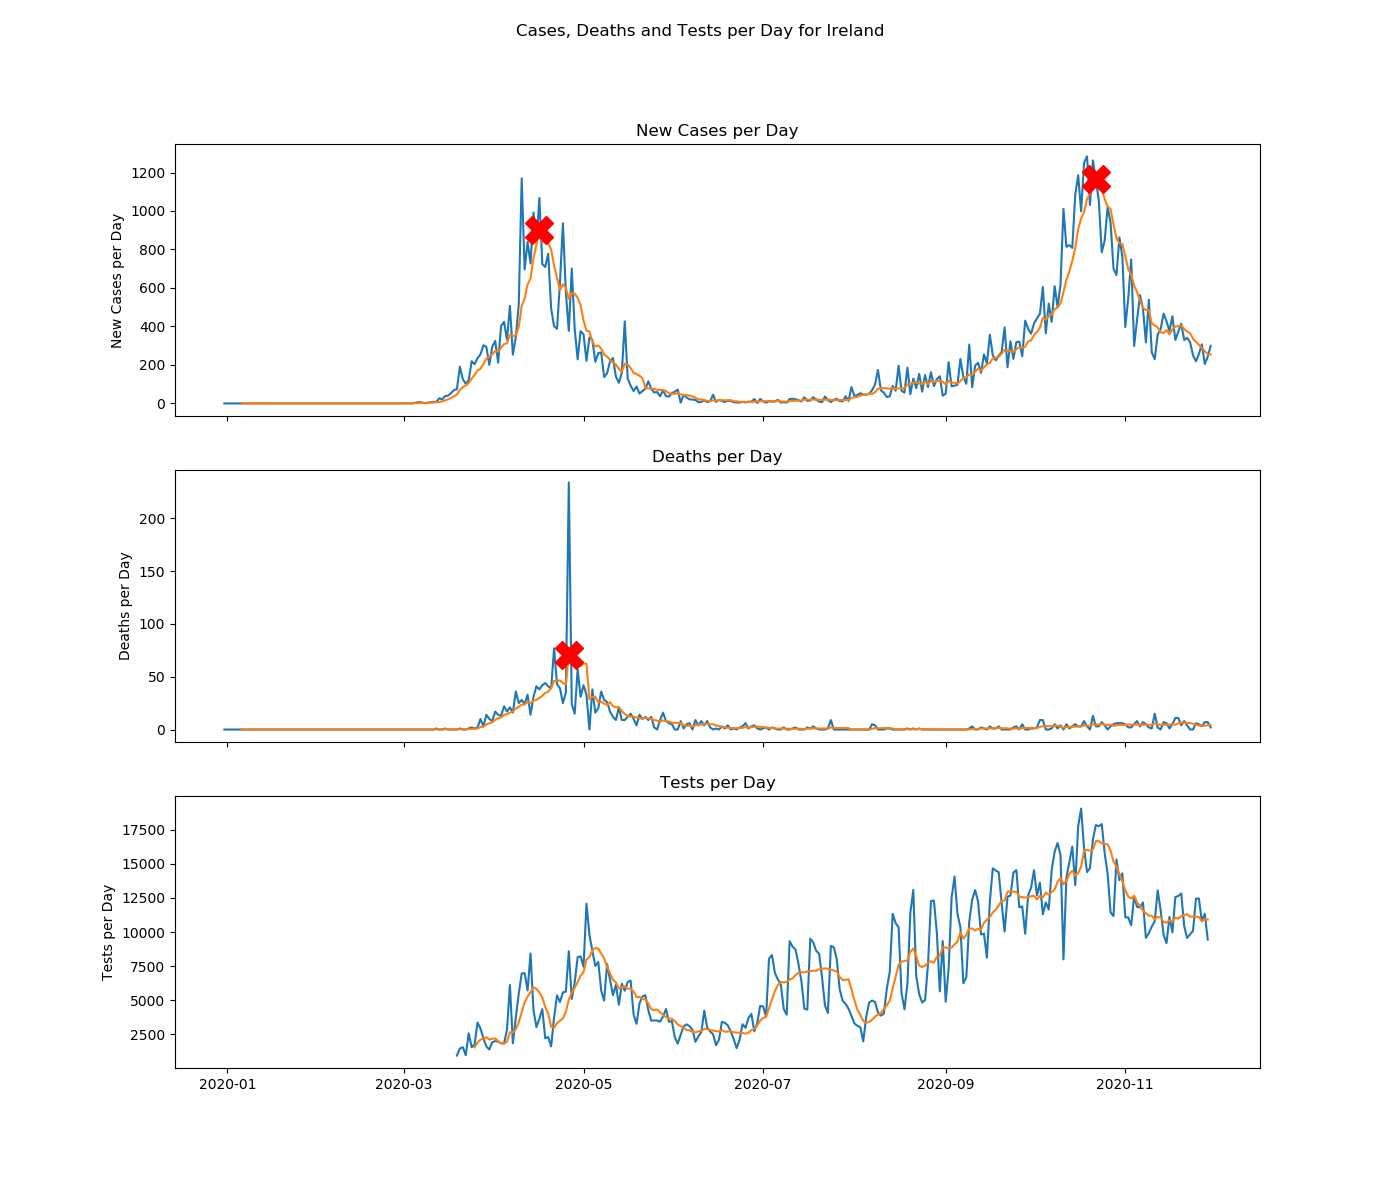 Cases, Deaths and Tests per Day for Ireland
New Cases per Day
New Cases per Day
1200
1000
800
600
400
200
0
Deaths per Day
Deaths per Day
200
150
100
50
0
Tests per Day
Tests per Day
17500
15000
12500
10000
7500
5000
2500
2020-01 2020-03 2020-05 2020-07 2020-09 2020-11